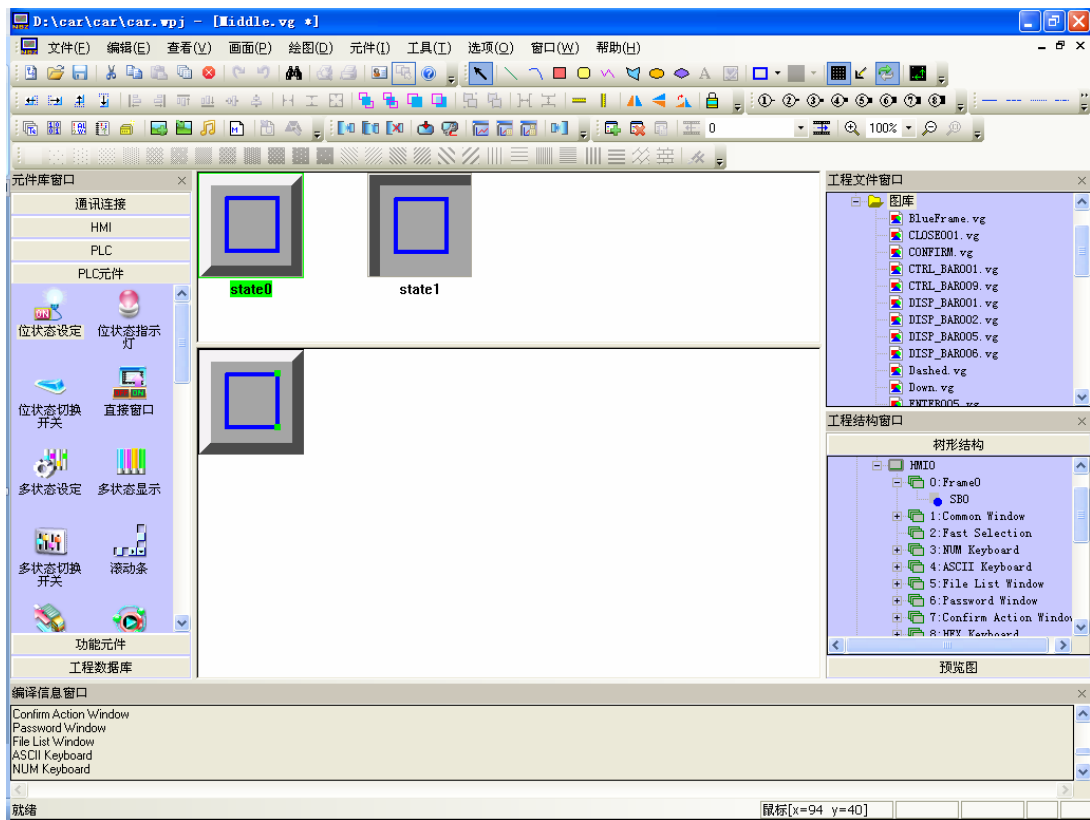 D:\car\car\car.wpj - [Middle.vg *]
文件(F) 编辑(E) 查看(V) 画面(P) 绘图(D) 元件(I) 工具(T) 选项(O) 窗口(W) 帮助(H)
0 100%
元件库窗口
通讯连接
HMI
PLC
PLC元件
位状态设定 位状态指示灯
位状态切换开关 直接窗口
多状态设定 多状态显示
多状态切换开关 滚动条
功能元件
工程数据库
state0 state1
工程文件窗口
图库
BlueFrame.vg
CLOSE001.vg
CONFIRM.vg
CTRL_BAR001.vg
CTRL_BAR009.vg
DISP_BAR001.vg
DISP_BAR002.vg
DISP_BAR005.vg
DISP_BAR006.vg
Dashed.vg
Down.vg
ENTER005.vg
工程结构窗口
树形结构
HMI0
0:Frame0
SB0
1:Common Window
2:Fast Selection
3:NUM Keyboard
4:ASCII Keyboard
5:File List Window
6:Password Window
7:Confirm Action Window
8:HEX Keyboard
预览图
编译信息窗口
Confirm Action Window
Password Window
File List Window
ASCII Keyboard
NUM Keyboard
就绪 鼠标[x=94 y=40]